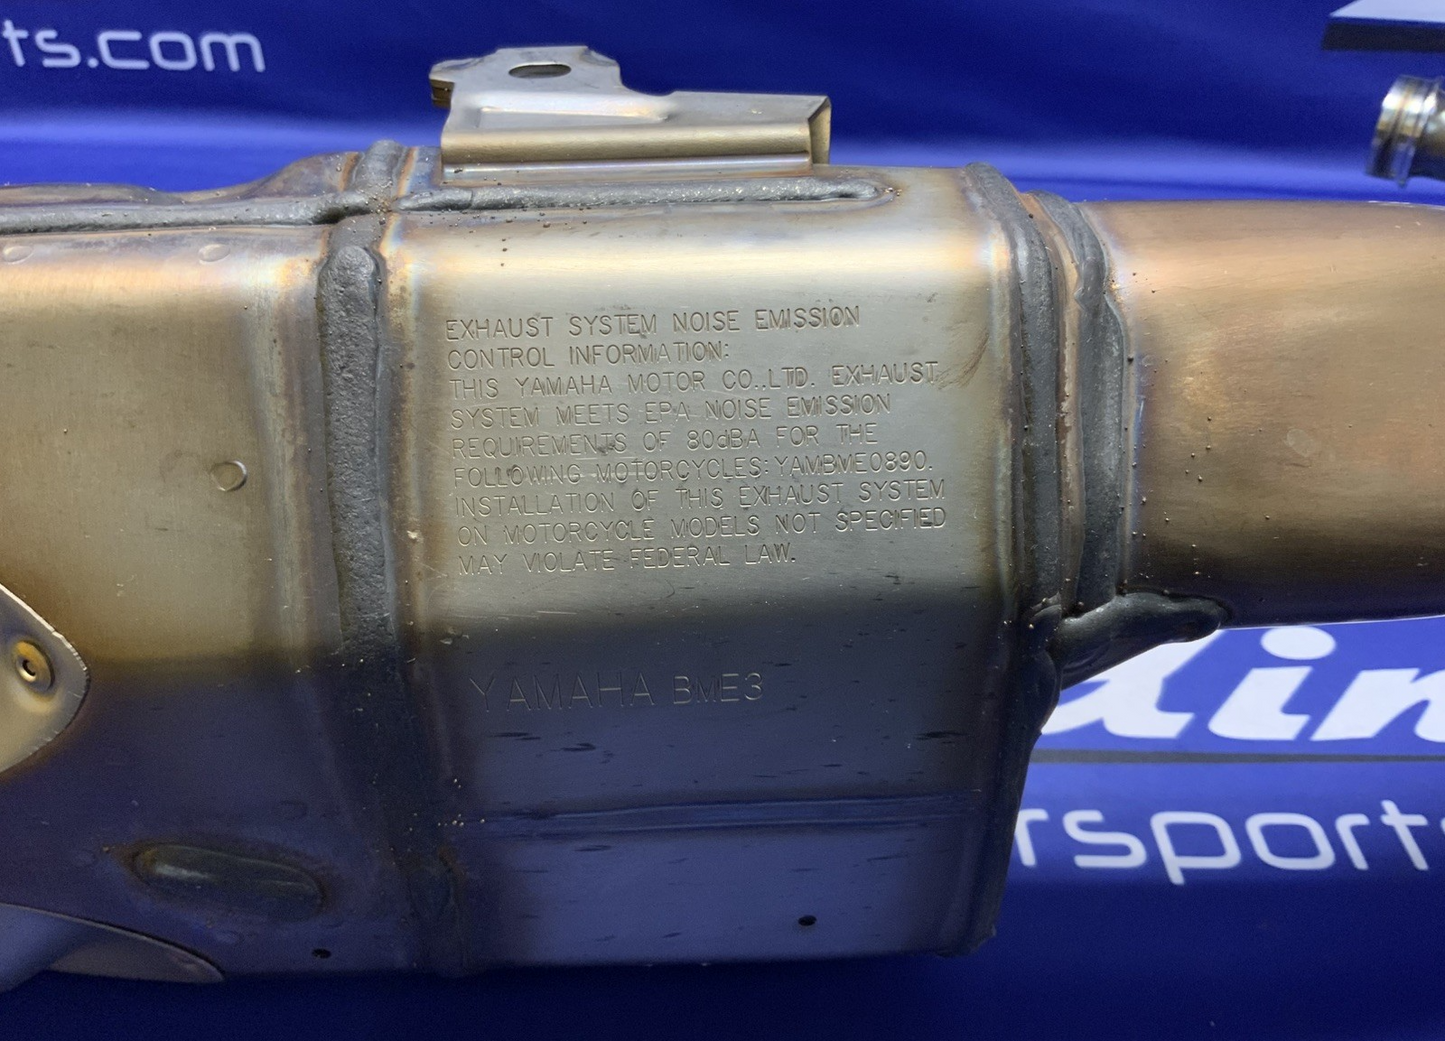 ts.com
EXHAUST SYSTEM NOISE EMISSION
CONTROL INFORMATION:
THIS YAMAHA MOTOR CO.,LTD. EXHAUST
SYSTEM MEETS EPA NOISE EMISSION
REQUIREMENTS OF 80dBA FOR THE
FOLLOWING MOTORCYCLES:YAMBME0890.
INSTALLATION OF THIS EXHAUST SYSTEM
ON MOTORCYCLE MODELS NOT SPECIFIED
MAY VIOLATE FEDERAL LAW.
YAMAHA BME3
din
rsport